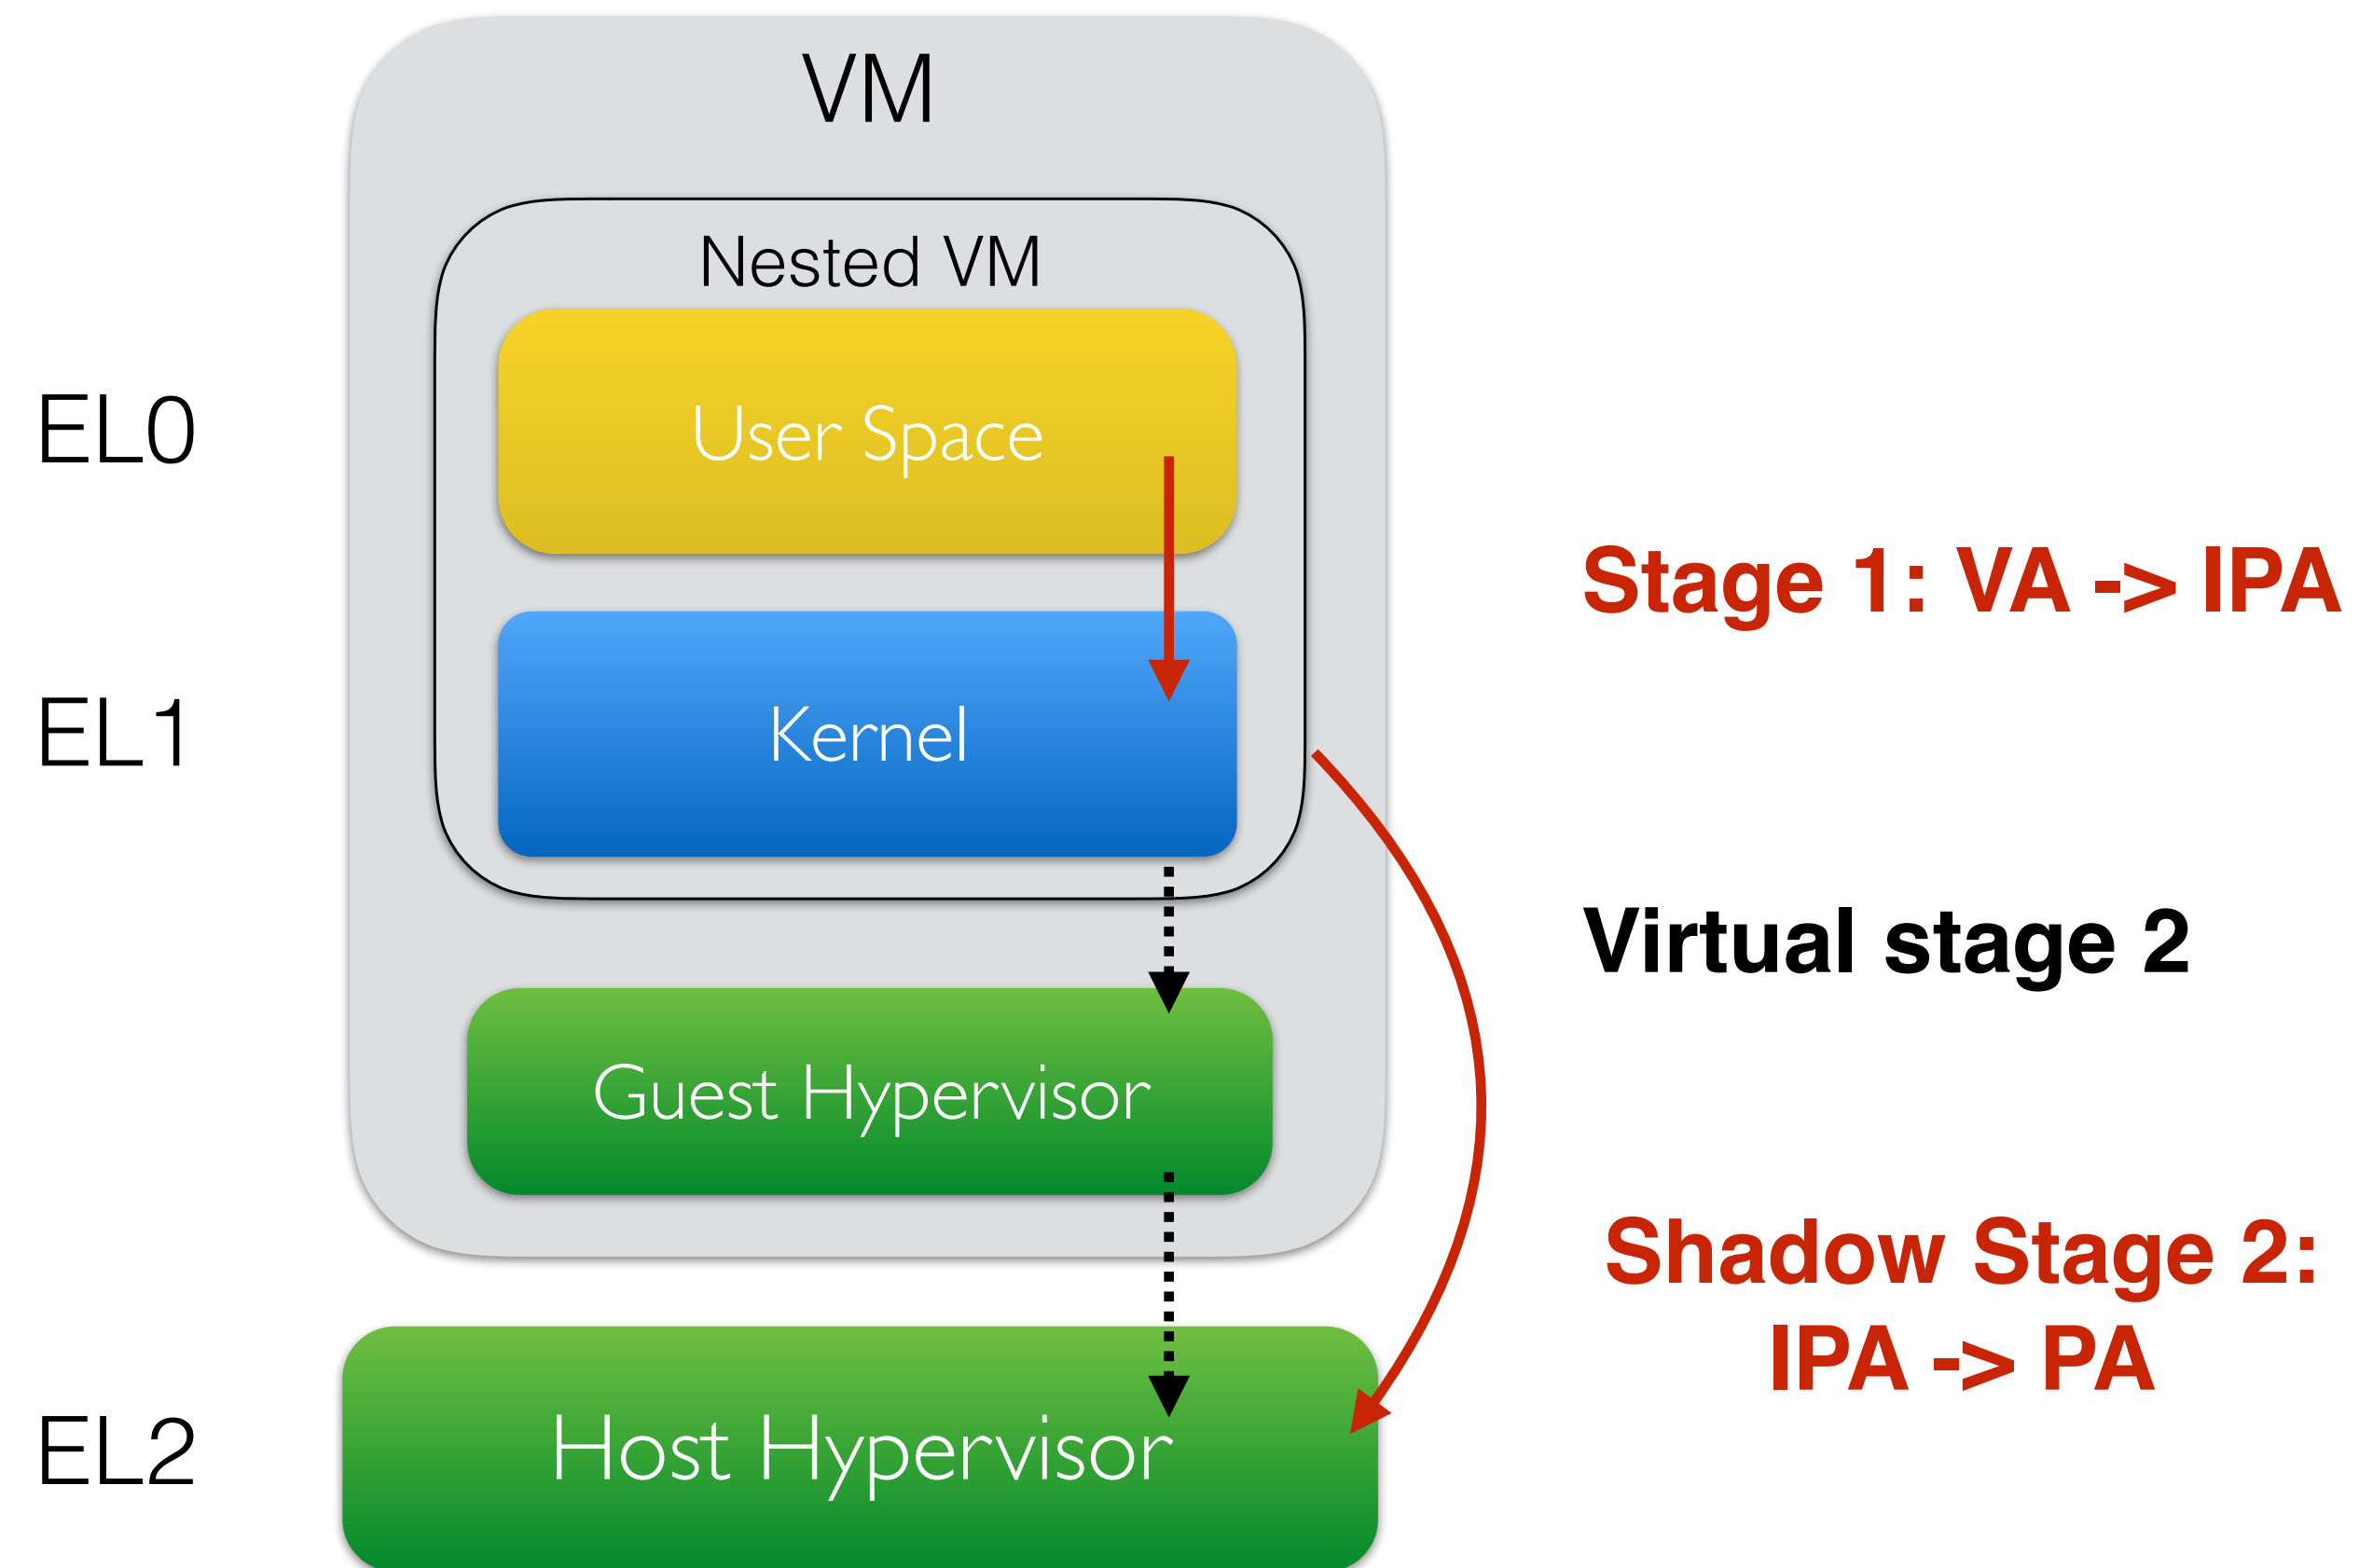 VM
Nested VM
EL0
User Space
Stage 1: VA -> IPA
EL1
Kernel
Virtual stage 2
Guest Hypervisor
Shadow Stage 2:
IPA -> PA
EL2
Host Hypervisor